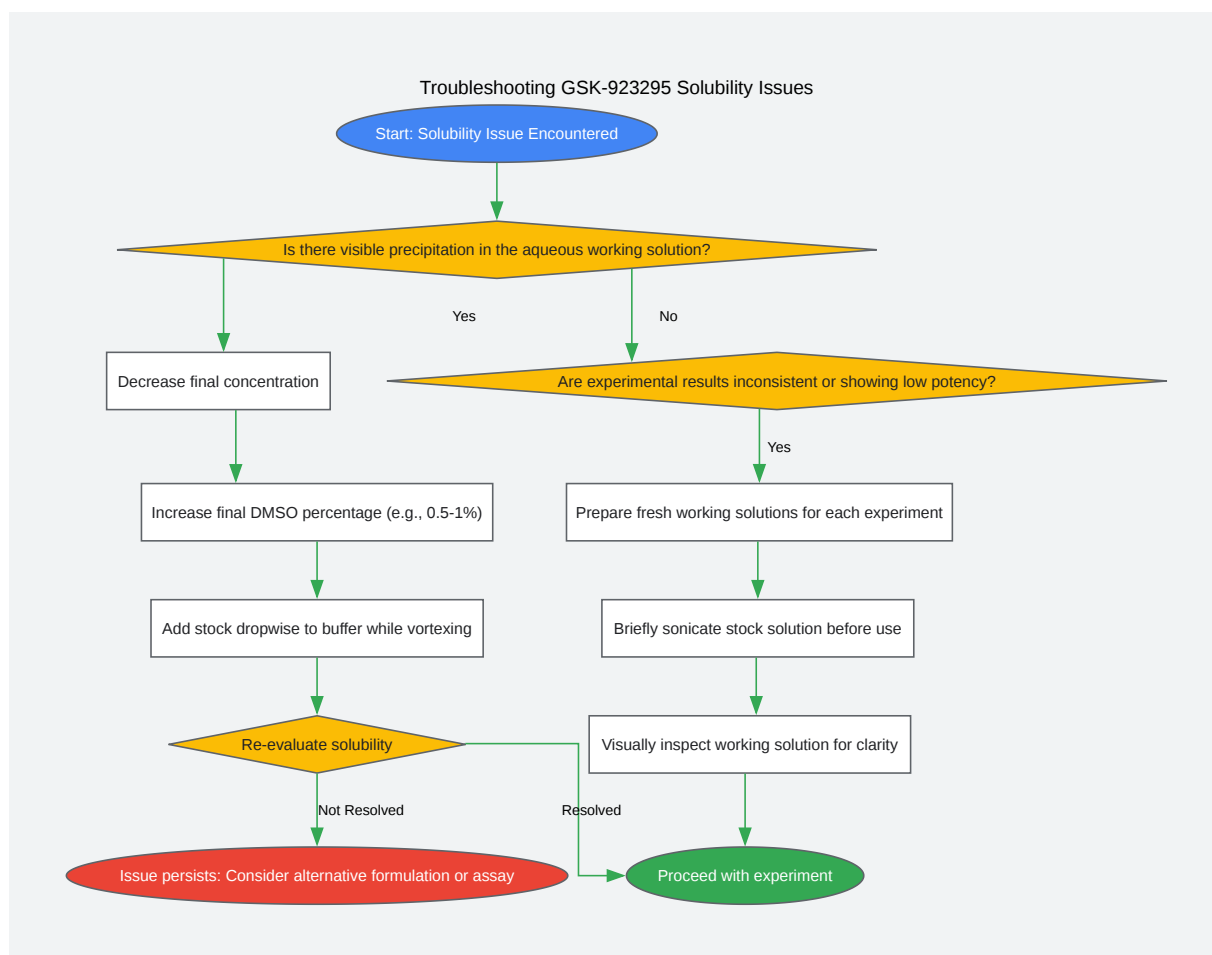 Troubleshooting GSK-923295 Solubility Issues
Start: Solubility Issue Encountered
Is there visible precipitation in the aqueous working solution?
Yes
No
Decrease final concentration
Are experimental results inconsistent or showing low potency?
Yes
Increase final DMSO percentage (e.g., 0.5-1%)
Prepare fresh working solutions for each experiment
Add stock dropwise to buffer while vortexing
Briefly sonicate stock solution before use
Re-evaluate solubility
Visually inspect working solution for clarity
Not Resolved
Resolved
Issue persists: Consider alternative formulation or assay
Proceed with experiment